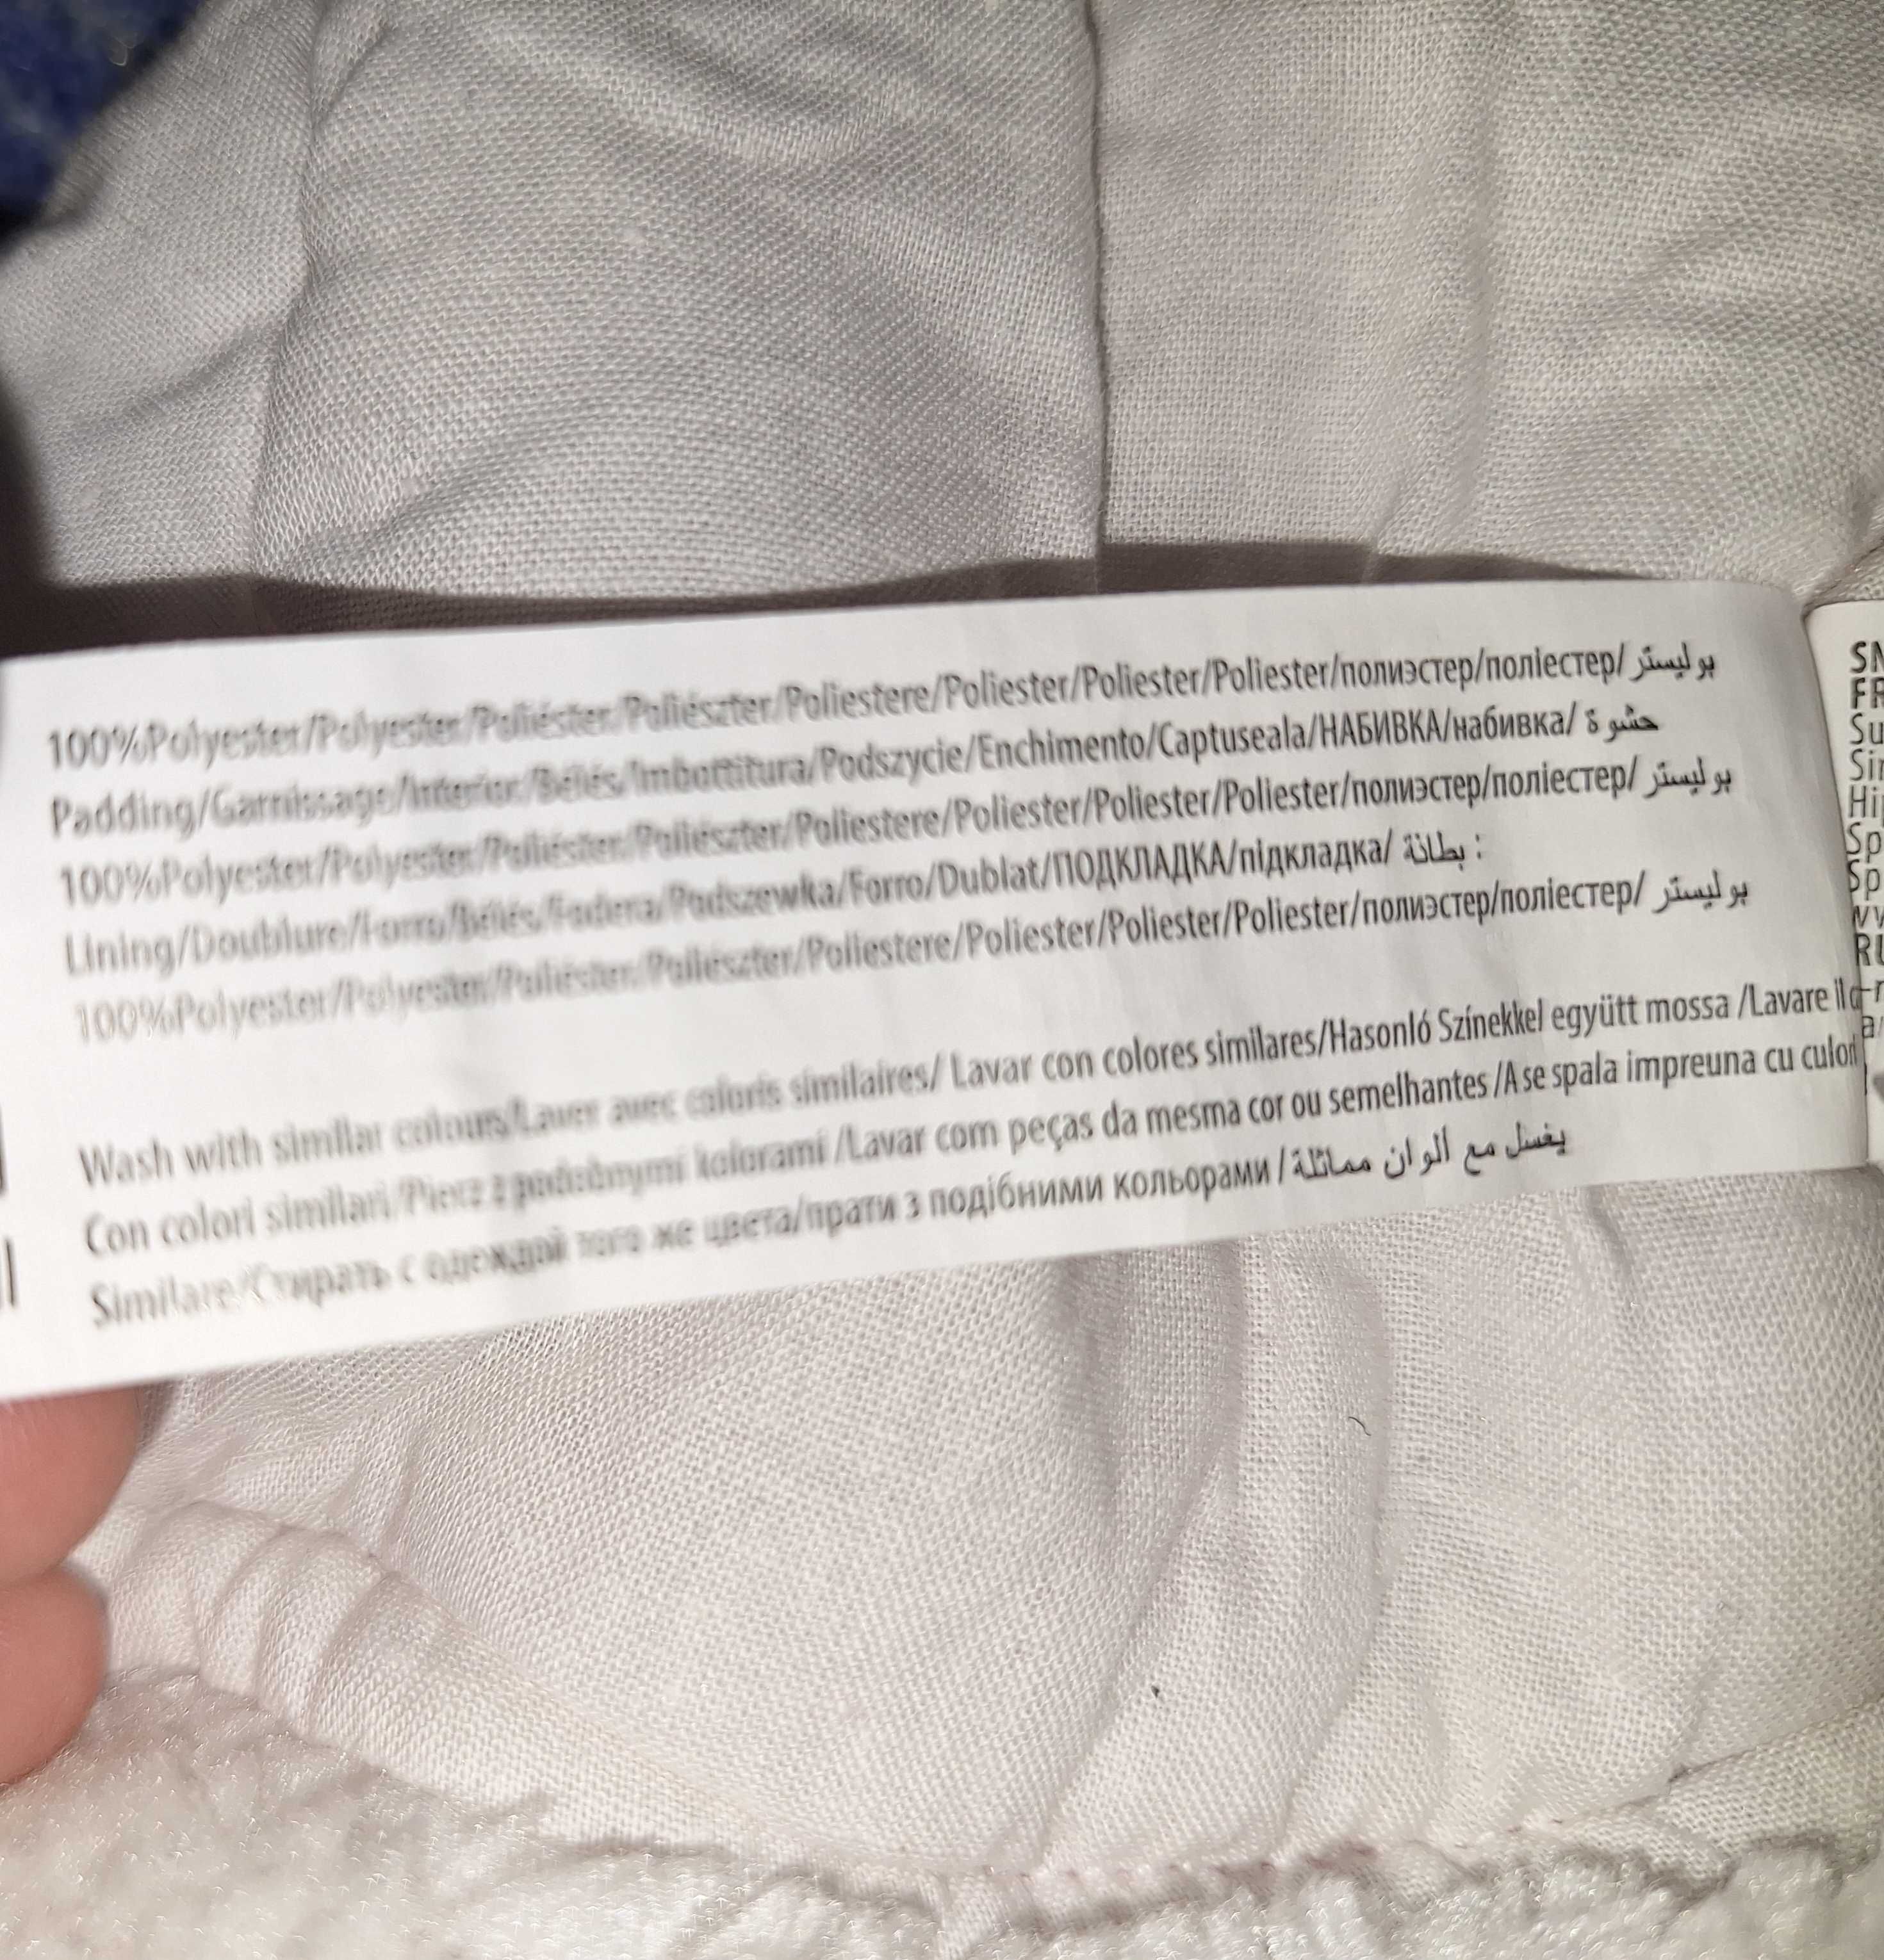 100%Polyester/Polyester/Poliéster/Poliészter/Poliestere/Poliester/Poliester/Poliester/полиэстер/поліестер/ بوليستر
Padding/Garnissage/Interior/Bélés/Imbottitura/Podszycie/Enchimento/Captuseala/НАБИВКА/набивка/ حشوة
100%Polyester/Polyester/Poliéster/Poliészter/Poliestere/Poliester/Poliester/Poliester/полиэстер/поліестер/ بوليستر
Lining/Doublure/Forro/Bélés/Fodera/Podszewka/Forro/Dublat/ПОДКЛАДКА/підкладка/ بطانة :
100%Polyester/Polyester/Poliéster/Poliészter/Poliestere/Poliester/Poliester/Poliester/полиэстер/поліестер/ بوليستر
Wash with similar colours/Laver avec coloris similaires/ Lavar con colores similares/Hasonló Színekkel együtt mossa /Lavare il
Con colori similari/Pierz z podobnymi kolorami /Lavar com peças da mesma cor ou semelhantes /A se spala impreuna cu culori
Similare/Стирать с одеждой того же цвета/прати з подібними кольорами / يغسل مع ألوان مماثلة